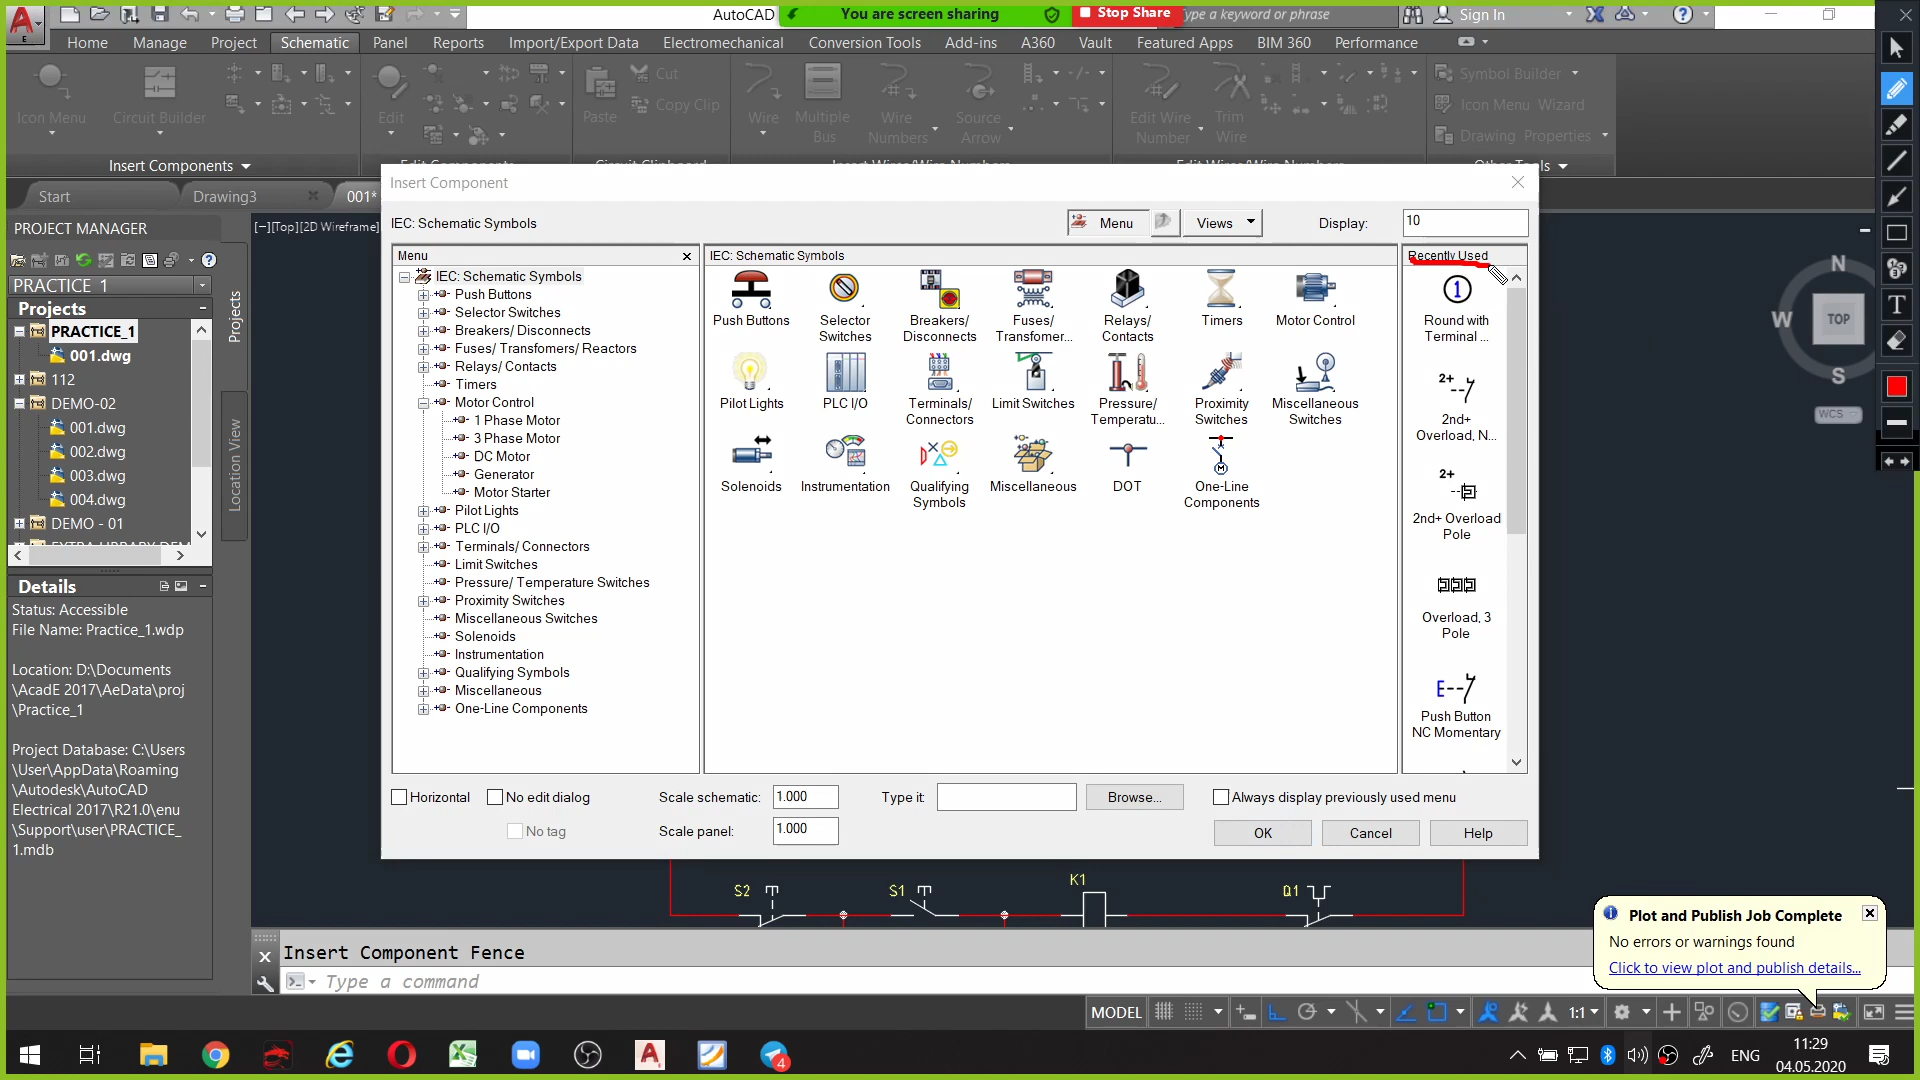 AutoCAD
You are screen sharing
Stop Share
Type a keyword or phrase
Sign In
E
Home
Manage
Project
Schematic
Panel
Reports
Import/Export Data
Electromechanical
Conversion Tools
Add-ins
A360
Vault
Featured Apps
BIM 360
Performance
Icon Menu
Circuit Builder
Edit
Paste
Cut
Copy Clip
Wire
Multiple Bus
Wire Numbers
Source Arrow
Edit Wire Number
Trim Wire
Symbol Builder
Icon Menu Wizard
Drawing Properties
Insert Components
Other Tools
Start
Drawing3
001*
[−][Top][2D Wireframe]
PROJECT MANAGER
PRACTICE_1
Projects
PRACTICE_1
001.dwg
112
DEMO-02
001.dwg
002.dwg
003.dwg
004.dwg
DEMO - 01
Projects
Location View
Details
Status: Accessible
File Name: Practice_1.wdp
Location: D:\Documents
\AcadE 2017\AeData\proj
\Practice_1
Project Database: C:\Users
\User\AppData\Roaming
\Autodesk\AutoCAD
Electrical 2017\R21.0\enu
\Support\user\PRACTICE_
1.mdb
Insert Component
IEC: Schematic Symbols
Menu
Views
Display:
10
Menu
IEC: Schematic Symbols
Push Buttons
Selector Switches
Breakers/ Disconnects
Fuses/ Transfomers/ Reactors
Relays/ Contacts
Timers
Motor Control
1 Phase Motor
3 Phase Motor
DC Motor
Generator
Motor Starter
Pilot Lights
PLC I/O
Terminals/ Connectors
Limit Switches
Pressure/ Temperature Switches
Proximity Switches
Miscellaneous Switches
Solenoids
Instrumentation
Qualifying Symbols
Miscellaneous
One-Line Components
IEC: Schematic Symbols
Push Buttons
Selector Switches
Breakers/ Disconnects
Fuses/ Transfomer...
Relays/ Contacts
Timers
Motor Control
Pilot Lights
PLC I/O
Terminals/ Connectors
Limit Switches
Pressure/ Temperatu...
Proximity Switches
Miscellaneous Switches
Solenoids
Instrumentation
Qualifying Symbols
Miscellaneous
DOT
One-Line Components
Recently Used
1
Round with Terminal ...
2+
2nd+ Overload, N...
2+
2nd+ Overload Pole
Overload, 3 Pole
E
Push Button NC Momentary
Horizontal
No edit dialog
No tag
Scale schematic:
1.000
Scale panel:
1.000
Type it:
Browse...
Always display previously used menu
OK
Cancel
Help
N
W
TOP
S
WCS
T
S2
S1
K1
Q1
Insert Component Fence
Type a command
Plot and Publish Job Complete
No errors or warnings found
Click to view plot and publish details...
MODEL
1:1
4
ENG
11:29
04.05.2020